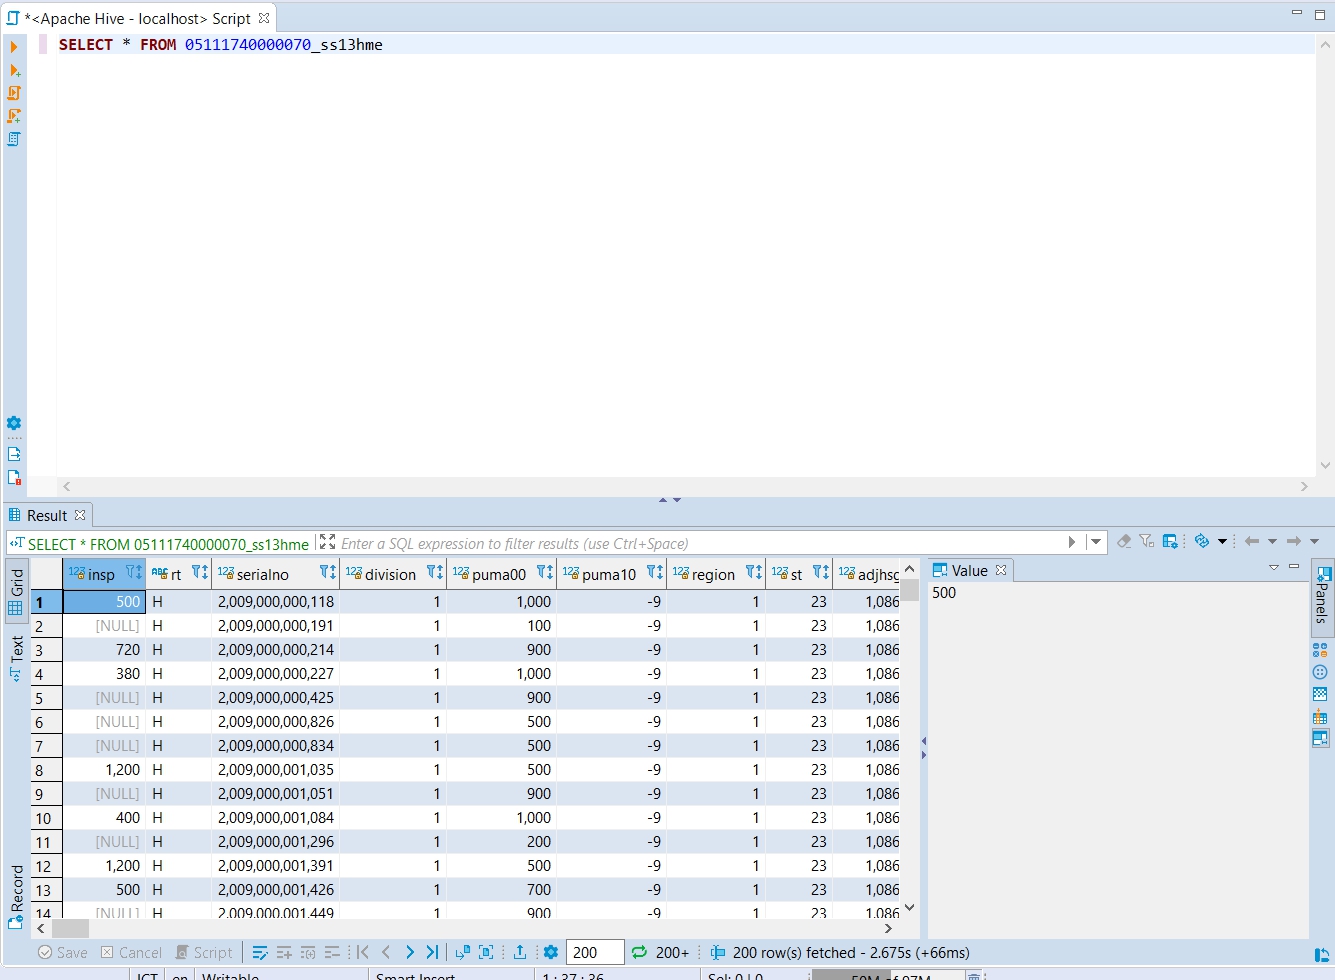 *<Apache Hive - localhost> Script
SELECT * FROM 05111740000070_ss13hme
Result
SELECT * FROM 05111740000070_ss13hme Enter a SQL expression to filter results (use Ctrl+Space)
Grid
Text
Record
123 insp ABC rt 123 serialno 123 division 123 puma00 123 puma10 123 region 123 st 123 adjhsg
1 500 H 2,009,000,000,118 1 1,000 -9 1 23 1,086
2 [NULL] H 2,009,000,000,191 1 100 -9 1 23 1,086
3 720 H 2,009,000,000,214 1 900 -9 1 23 1,086
4 380 H 2,009,000,000,227 1 1,000 -9 1 23 1,086
5 [NULL] H 2,009,000,000,425 1 900 -9 1 23 1,086
6 [NULL] H 2,009,000,000,826 1 500 -9 1 23 1,086
7 [NULL] H 2,009,000,000,834 1 500 -9 1 23 1,086
8 1,200 H 2,009,000,001,035 1 500 -9 1 23 1,086
9 [NULL] H 2,009,000,001,051 1 900 -9 1 23 1,086
10 400 H 2,009,000,001,084 1 1,000 -9 1 23 1,086
11 [NULL] H 2,009,000,001,296 1 200 -9 1 23 1,086
12 1,200 H 2,009,000,001,391 1 500 -9 1 23 1,086
13 500 H 2,009,000,001,426 1 700 -9 1 23 1,086
14 [NULL] H 2,009,000,001,449 1 900 -9 1 23 1,086
Value
500
Panels
Save Cancel Script 200 200+ 200 row(s) fetched - 2.675s (+66ms)
ICT en Writable Smart Insert 1 : 37 : 36 Sel: 0 | 0